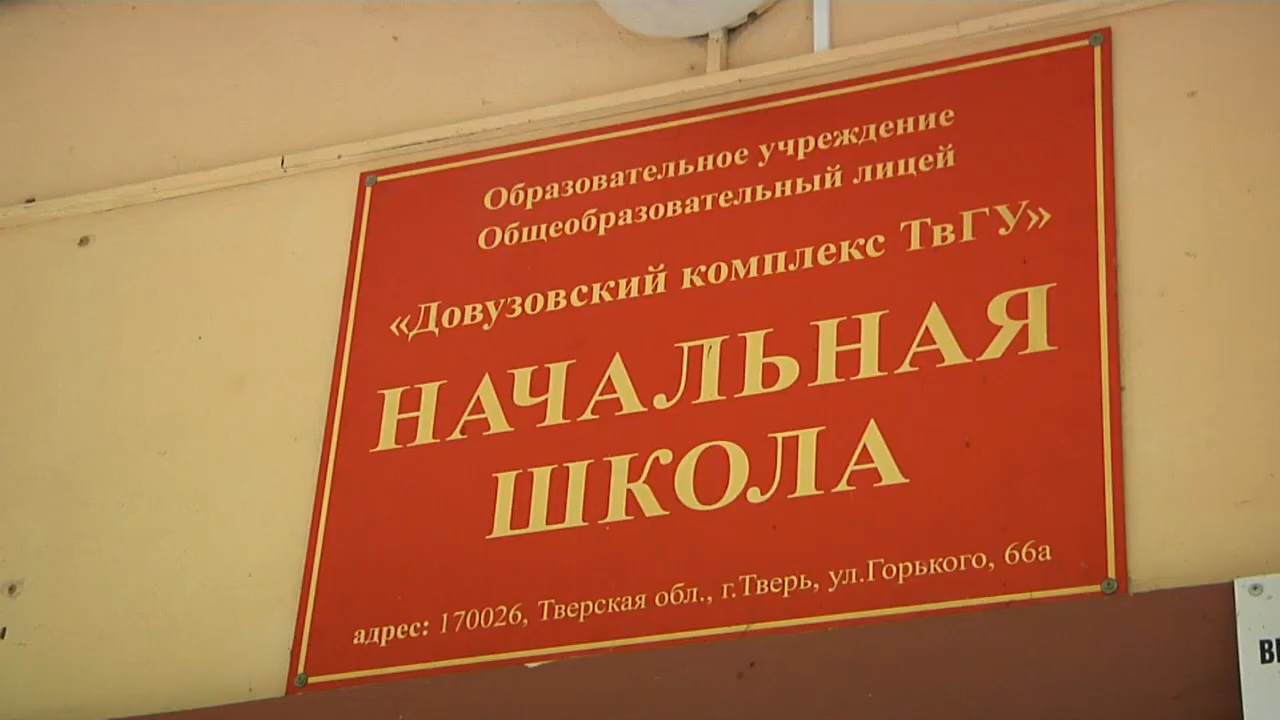 Образовательное учреждение
Общеобразовательный лицей
«Довузовский комплекс ТвГУ»
НАЧАЛЬНАЯ
ШКОЛА
адрес: 170026, Тверская обл., г.Тверь, ул.Горького, 66а